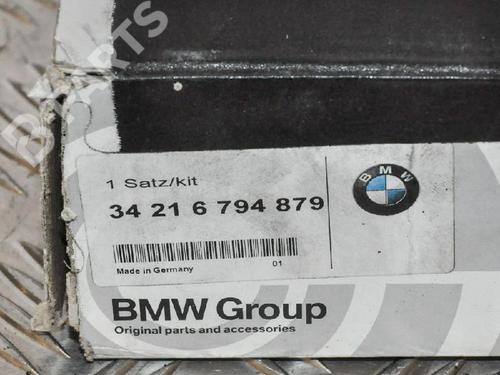 B-PARTS
1 Satz/kit
34 21 6 794 879
BMW
Made in Germany
01
BMW Group
Original parts and accessories